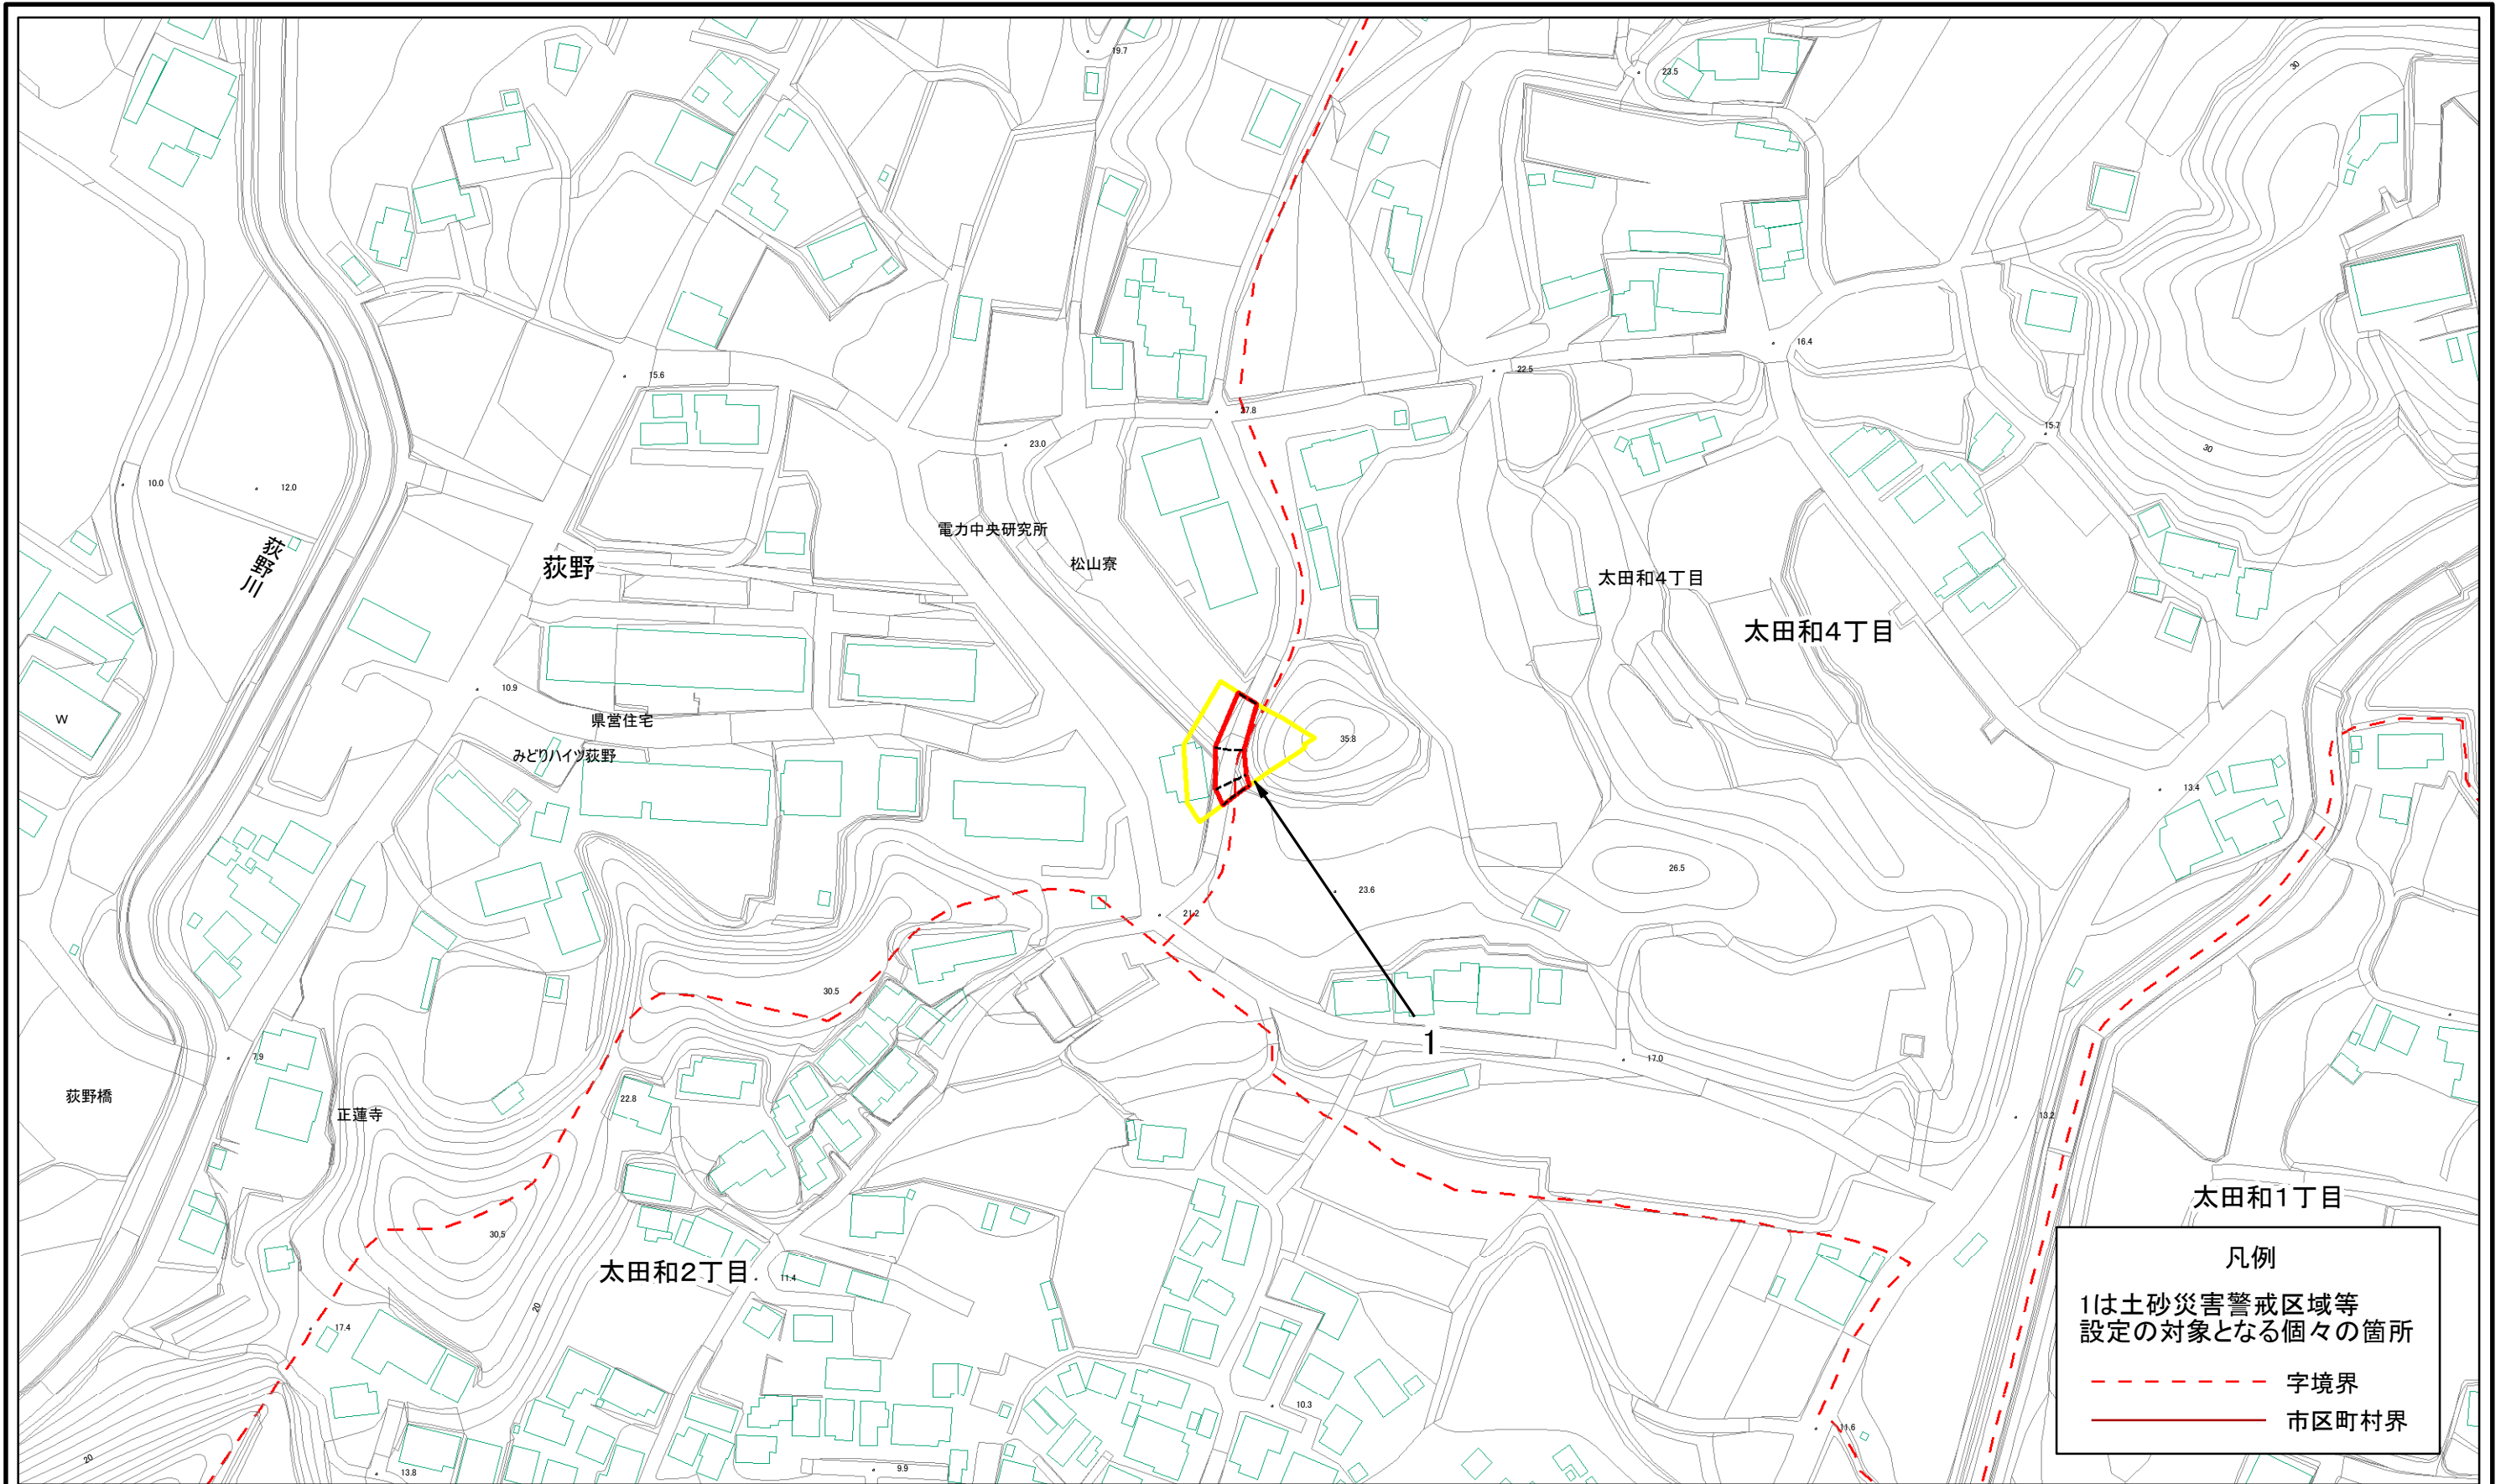 19.7
23.5
30
16.4
22.5
15.6
27.8
23.0
15.7
30
10.0
12.0
荻野川
電力中央研究所
松山寮
荻野
太田和4丁目
太田和4丁目
10.9
W
県営住宅
みどりハイツ荻野
35.8
13.4
26.5
23.6
21.2
30.5
1
17.0
7.9
荻野橋
正蓮寺
22.8
13.2
30.5
太田和1丁目
太田和2丁目
11.4
20
17.4
10.3
11.6
20
13.8
9.9
凡例
1は土砂災害警戒区域等
設定の対象となる個々の箇所
字境界
市区町村界